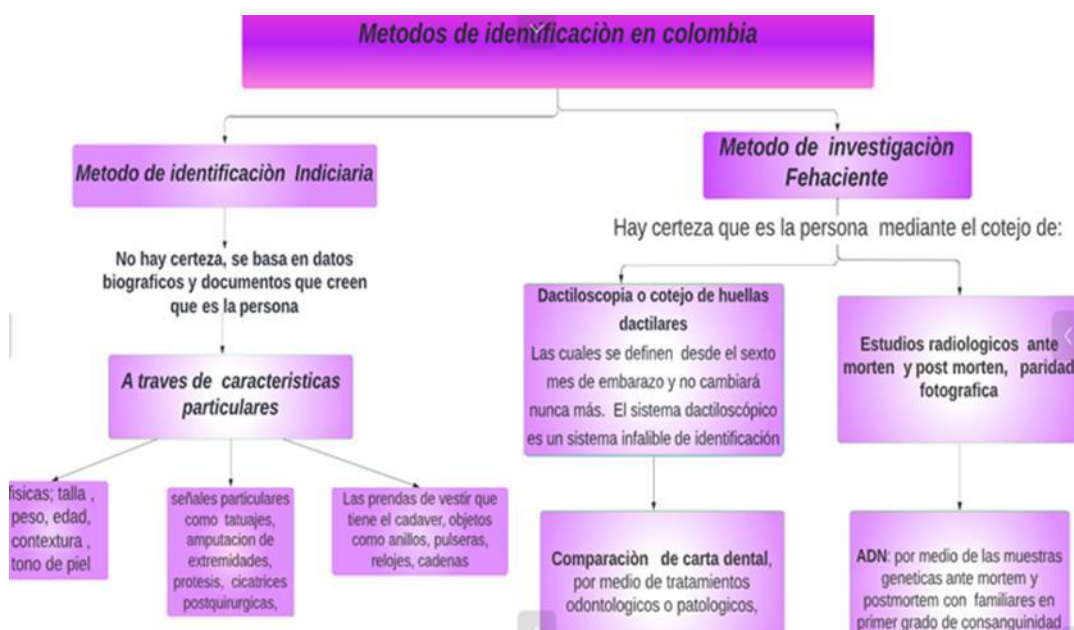 Metodos de identificaciòn en colombia
Metodo de identificaciòn Indiciaria
No hay certeza, se basa en datos
biograficos y documentos que creen
que es la persona
A traves de caracteristicas
particulares
fisicas; talla ,
peso, edad,
contextura ,
tono de piel
señales particulares
como tatuajes,
amputacion de
extremidades,
protesis, cicatrices
postquirurgicas,
Las prendas de vestir que
tiene el cadaver, objetos
como anillos, pulseras,
relojes, cadenas
Metodo de investigaciòn
Fehaciente
Hay certeza que es la persona mediante el cotejo de:
Dactiloscopia o cotejo de huellas
dactilares
Las cuales se definen desde el sexto
mes de embarazo y no cambiará
nunca más. El sistema dactiloscópico
es un sistema infalible de identificación
Comparaciòn de carta dental,
por medio de tratamientos
odontologicos o patologicos,
Estudios radiologicos ante
morten y post morten, paridad
fotografica
ADN: por medio de las muestras
geneticas ante mortem y
postmortem con familiares en
primer grado de consanguinidad